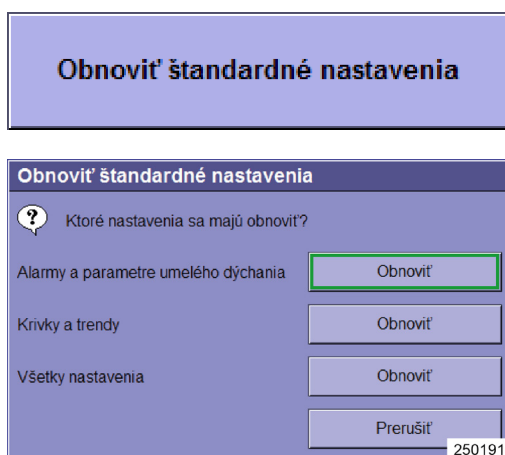 Obnoviť štandardné nastavenia
Obnoviť štandardné nastavenia
? Ktoré nastavenia sa majú obnoviť?
Alarmy a parametre umelého dýchania Obnoviť
Krivky a trendy Obnoviť
Všetky nastavenia Obnoviť
Prerušiť
250191